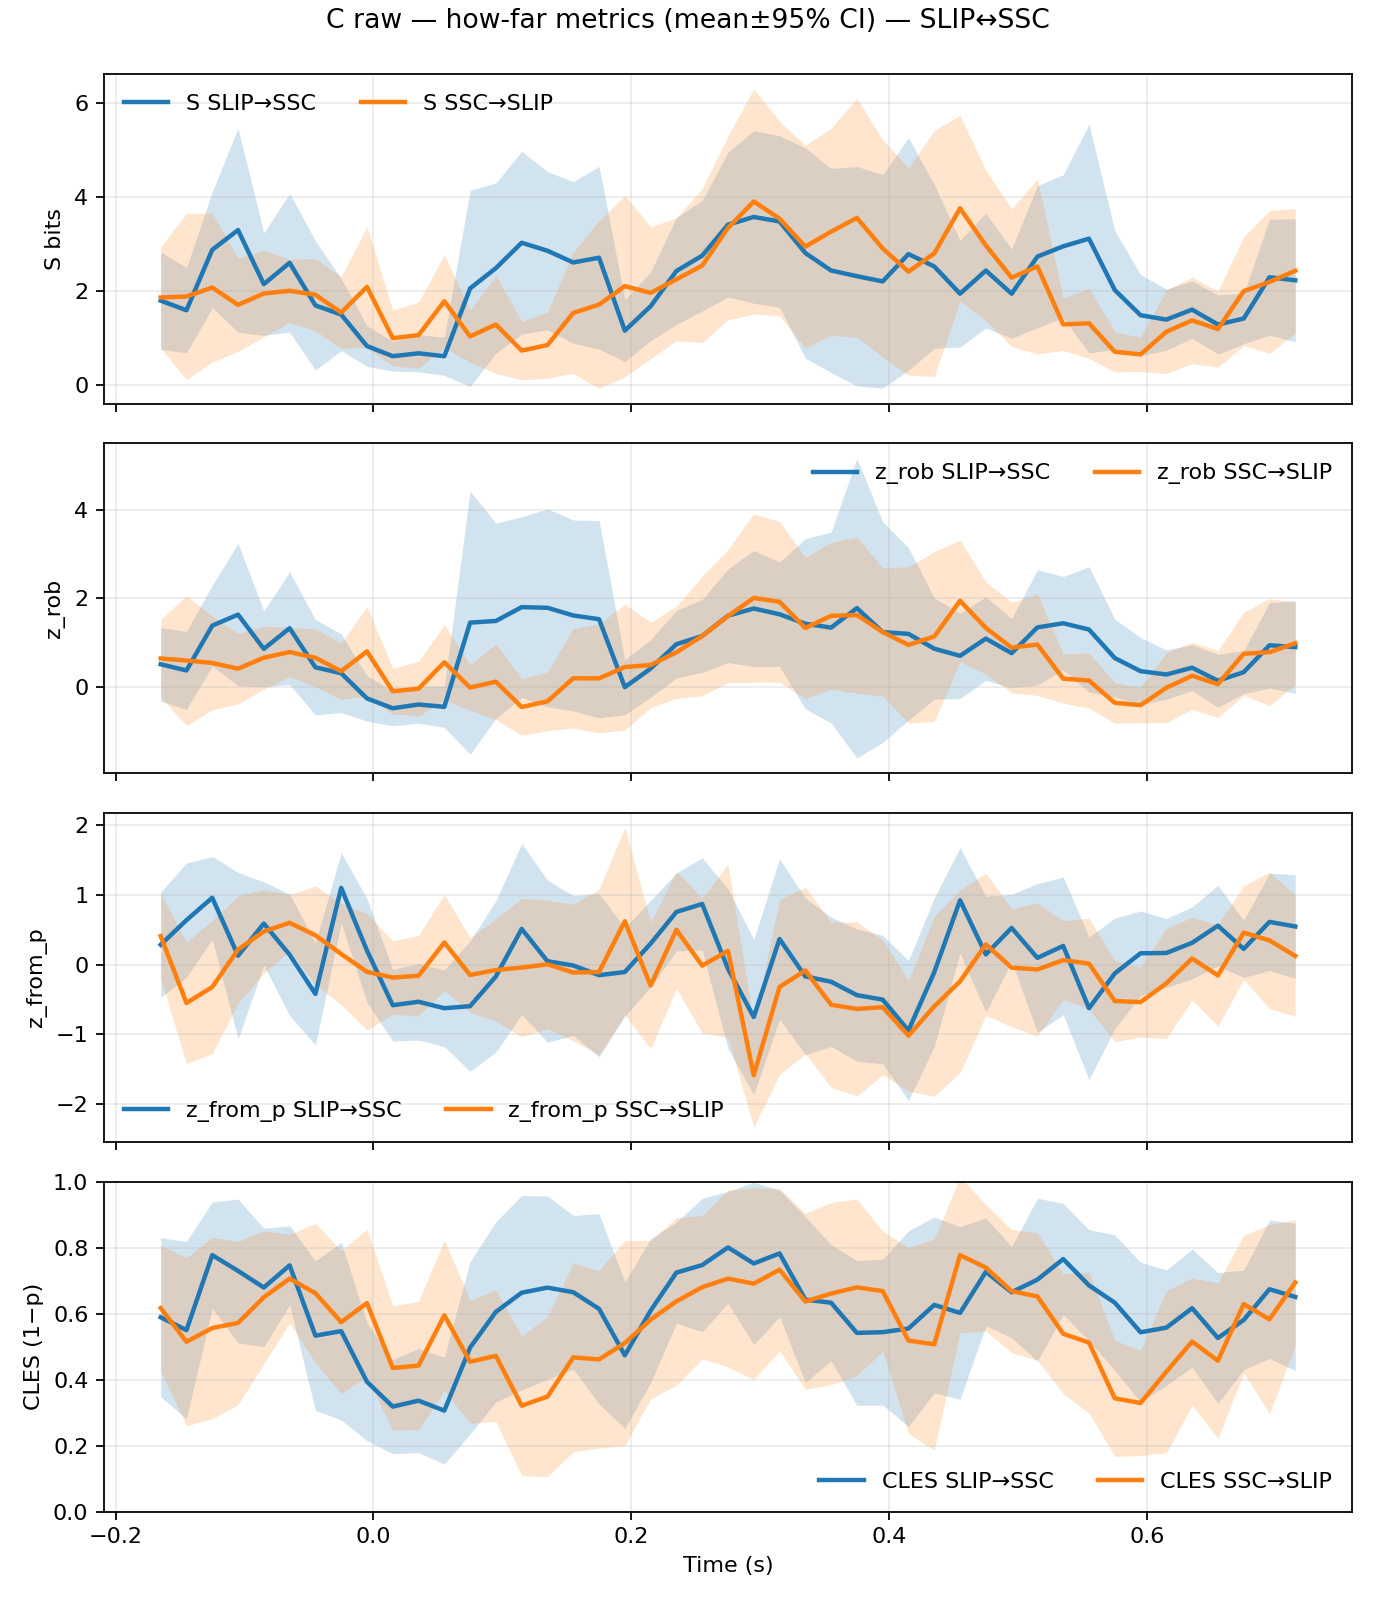 C raw — how-far metrics (mean±95% CI) — SLIP↔SSC
S SLIP→SSC S SSC→SLIP
6
4
2
0
S bits
z_rob SLIP→SSC z_rob SSC→SLIP
4
2
0
z_rob
2
1
0
−1
−2
z_from_p
z_from_p SLIP→SSC z_from_p SSC→SLIP
1.0
0.8
0.6
0.4
0.2
0.0
CLES (1−p)
CLES SLIP→SSC CLES SSC→SLIP
−0.2 0.0 0.2 0.4 0.6
Time (s)